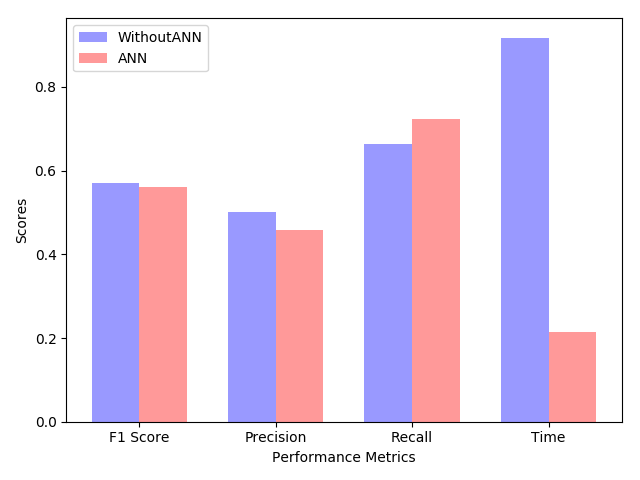 WithoutANN
ANN
Scores
0.8
0.6
0.4
0.2
0.0
F1 Score
Precision
Recall
Time
Performance Metrics